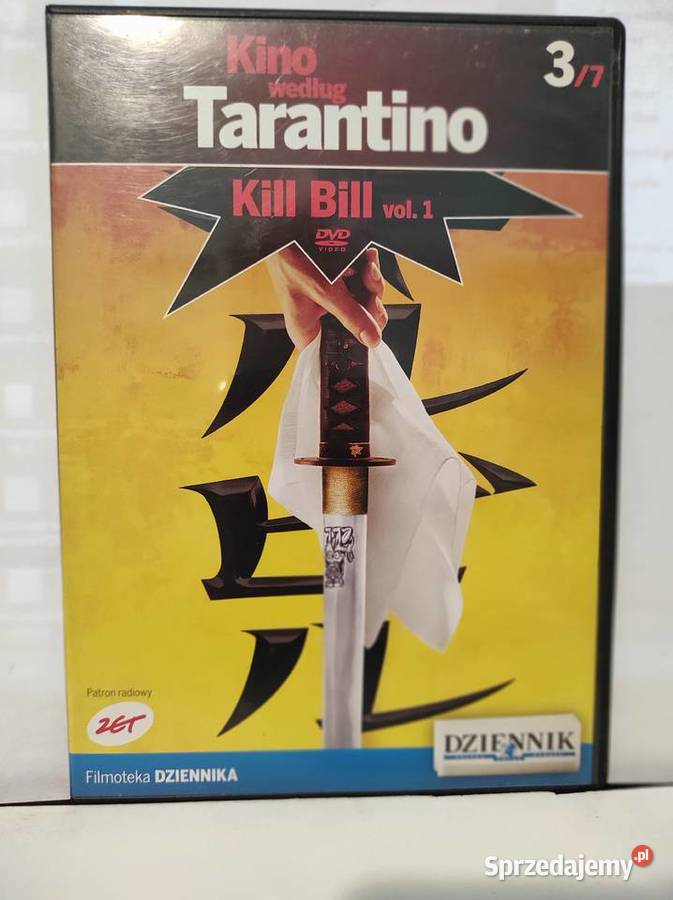 Kino
według
Tarantino
3/7
Kill Bill vol. 1
DVD
VIDEO
Patron radiowy
ZET
Filmoteka DZIENNIKA
DZIENNIK
Sprzedajemy.pl